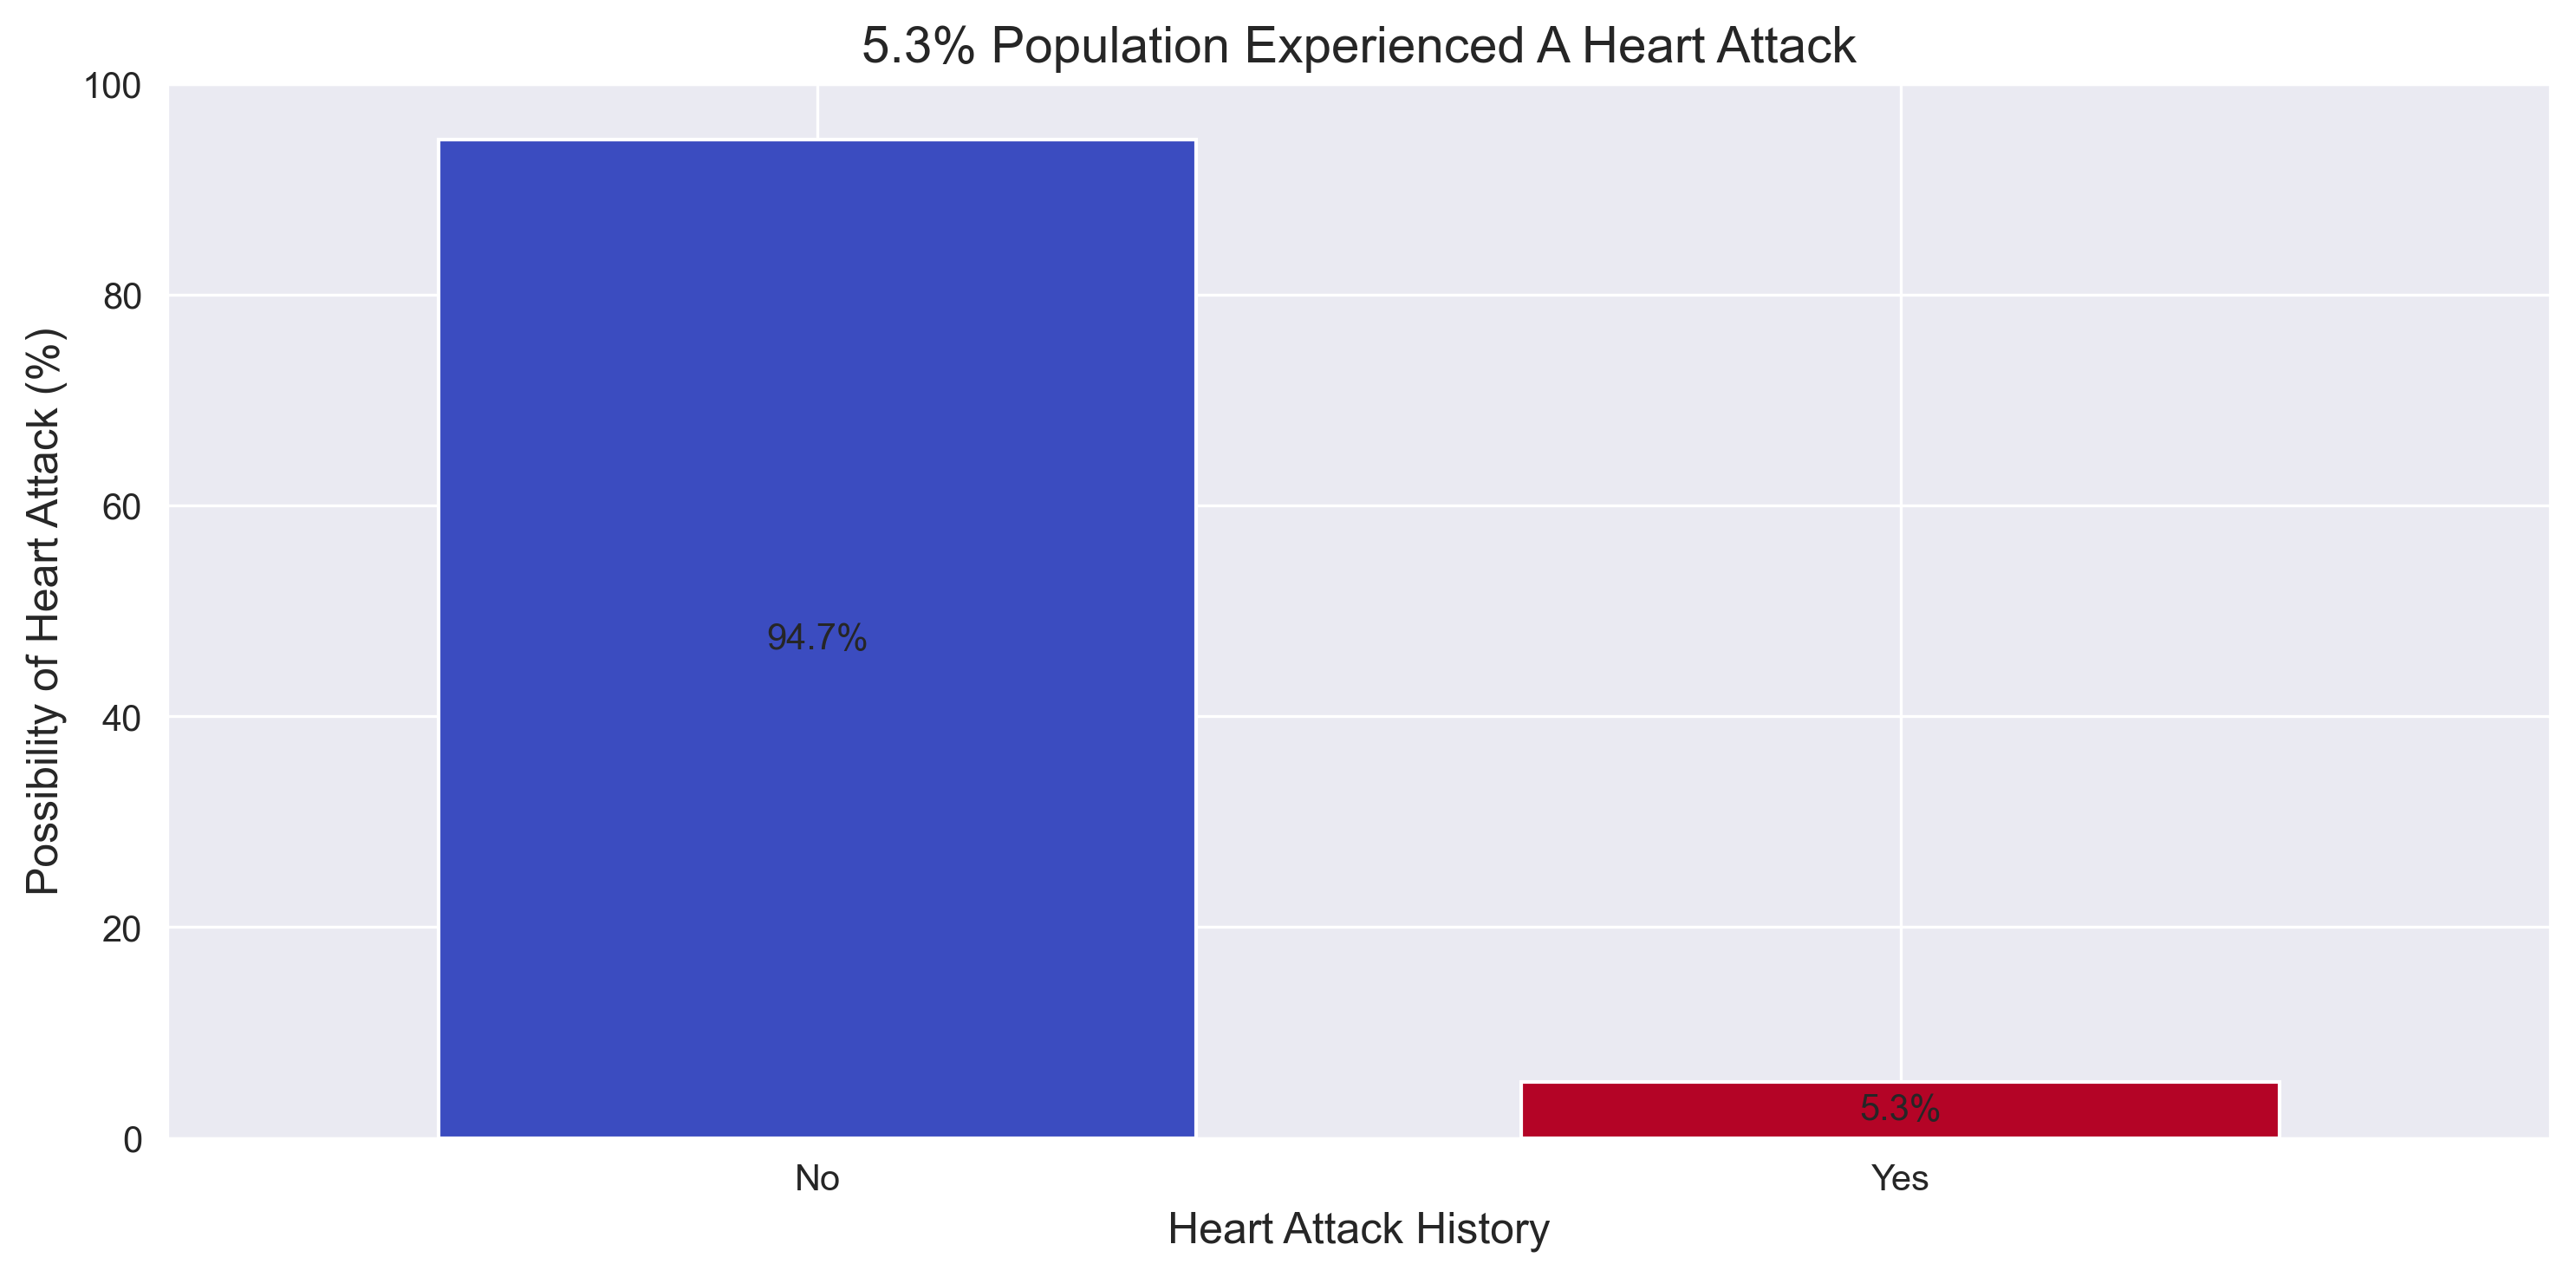 5.3% Population Experienced A Heart Attack
Possibility of Heart Attack (%)
100
80
60
40
20
0
94.7%
5.3%
No
Yes
Heart Attack History